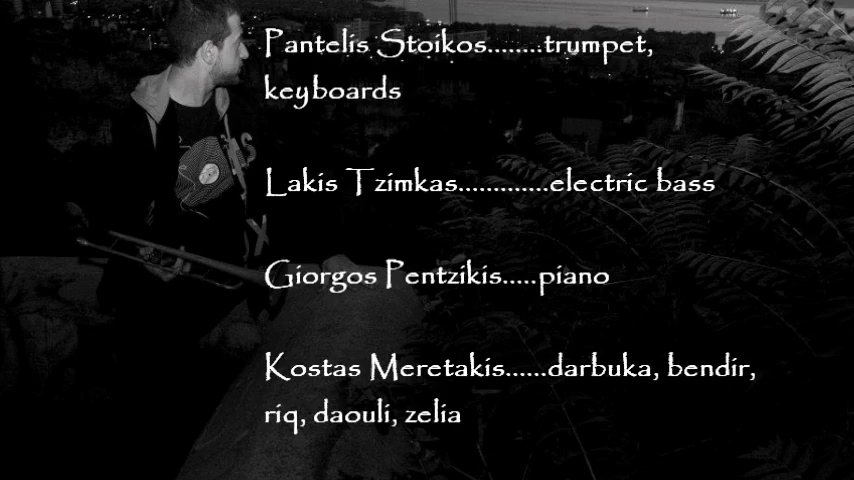 Pantelis Stoikos........trumpet,
keyboards
Lakis Tzimkas.............electric bass
Giorgos Pentzikis.....piano
Kostas Meretakis......darbuka, bendir,
riq, daouli, zelia